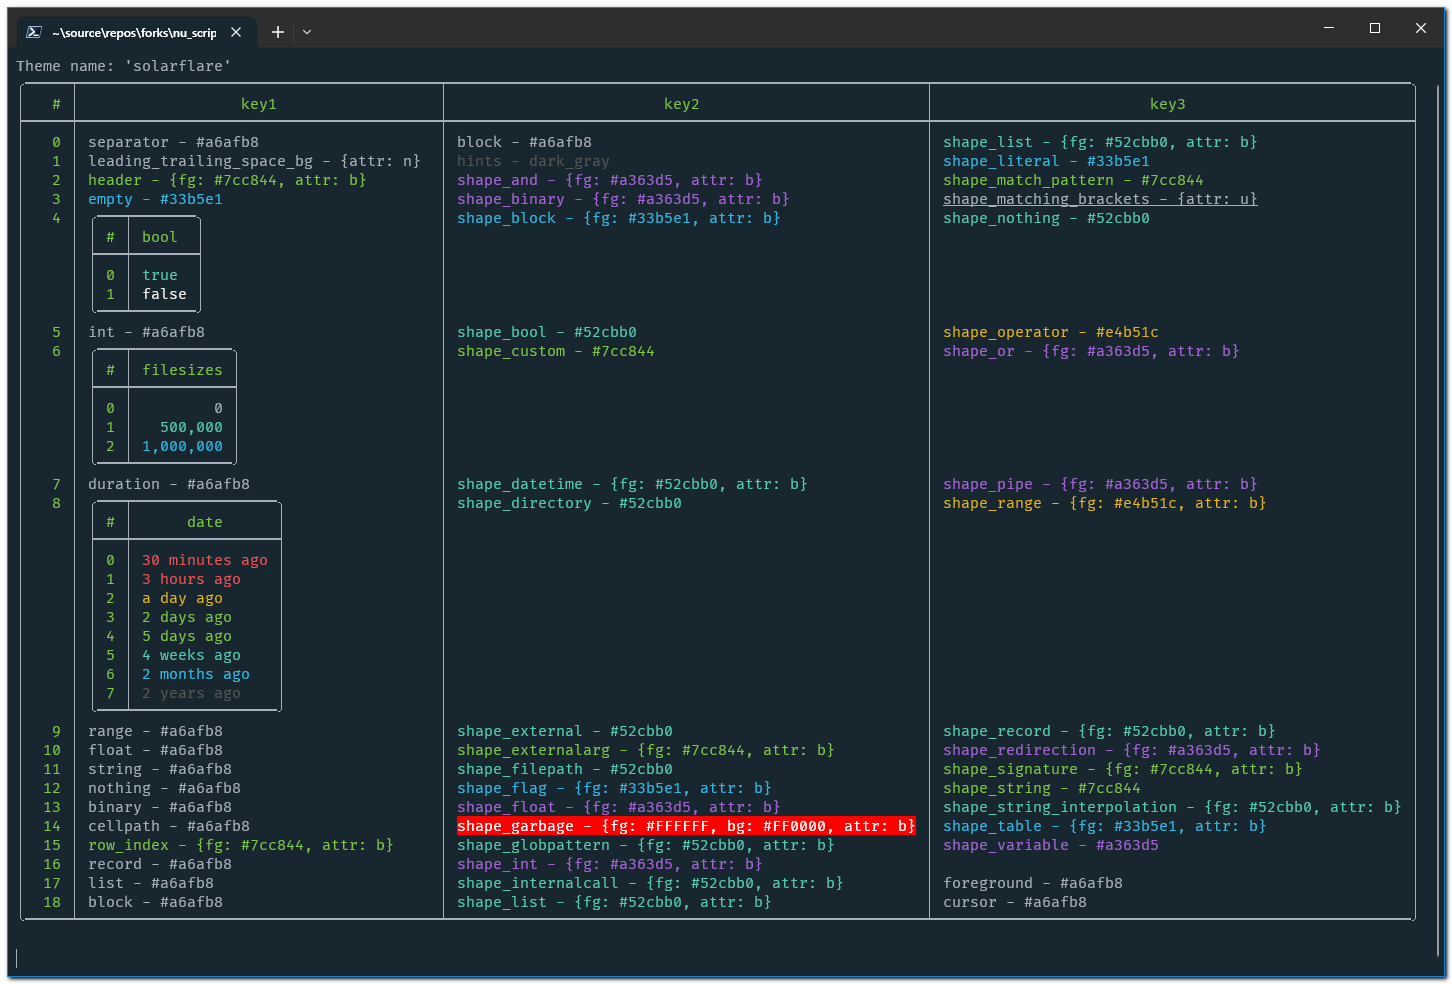 ~\source\repos\forks\nu_scrip
Theme name: 'solarflare'
# key1 key2 key3
0 separator - #a6afb8 block - #a6afb8 shape_list - {fg: #52cbb0, attr: b}
1 leading_trailing_space_bg - {attr: n} hints - dark_gray shape_literal - #33b5e1
2 header - {fg: #7cc844, attr: b} shape_and - {fg: #a363d5, attr: b} shape_match_pattern - #7cc844
3 empty - #33b5e1 shape_binary - {fg: #a363d5, attr: b} shape_matching_brackets - {attr: u}
4 shape_block - {fg: #33b5e1, attr: b} shape_nothing - #52cbb0
# bool
0 true
1 false
5 int - #a6afb8 shape_bool - #52cbb0 shape_operator - #e4b51c
6 shape_custom - #7cc844 shape_or - {fg: #a363d5, attr: b}
# filesizes
0 0
1 500,000
2 1,000,000
7 duration - #a6afb8 shape_datetime - {fg: #52cbb0, attr: b} shape_pipe - {fg: #a363d5, attr: b}
8 shape_directory - #52cbb0 shape_range - {fg: #e4b51c, attr: b}
# date
0 30 minutes ago
1 3 hours ago
2 a day ago
3 2 days ago
4 5 days ago
5 4 weeks ago
6 2 months ago
7 2 years ago
9 range - #a6afb8 shape_external - #52cbb0 shape_record - {fg: #52cbb0, attr: b}
10 float - #a6afb8 shape_externalarg - {fg: #7cc844, attr: b} shape_redirection - {fg: #a363d5, attr: b}
11 string - #a6afb8 shape_filepath - #52cbb0 shape_signature - {fg: #7cc844, attr: b}
12 nothing - #a6afb8 shape_flag - {fg: #33b5e1, attr: b} shape_string - #7cc844
13 binary - #a6afb8 shape_float - {fg: #a363d5, attr: b} shape_string_interpolation - {fg: #52cbb0, attr: b}
14 cellpath - #a6afb8 shape_garbage - {fg: #FFFFFF, bg: #FF0000, attr: b} shape_table - {fg: #33b5e1, attr: b}
15 row_index - {fg: #7cc844, attr: b} shape_globpattern - {fg: #52cbb0, attr: b} shape_variable - #a363d5
16 record - #a6afb8 shape_int - {fg: #a363d5, attr: b}
17 list - #a6afb8 shape_internalcall - {fg: #52cbb0, attr: b} foreground - #a6afb8
18 block - #a6afb8 shape_list - {fg: #52cbb0, attr: b} cursor - #a6afb8